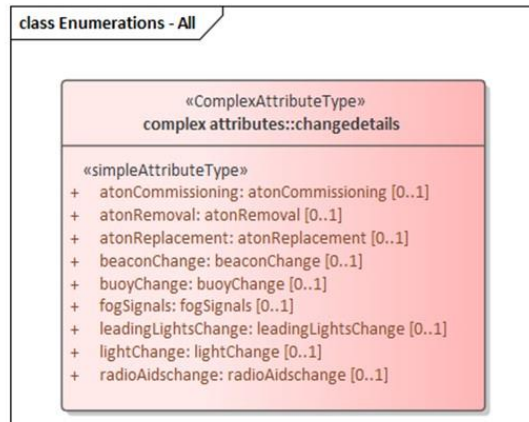 class Enumerations - All
«ComplexAttributeType»
complex attributes::changedetails
«simpleAttributeType»
+ atonCommissioning: atonCommissioning [0..1]
+ atonRemoval: atonRemoval [0..1]
+ atonReplacement: atonReplacement [0..1]
+ beaconChange: beaconChange [0..1]
+ buoyChange: buoyChange [0..1]
+ fogSignals: fogSignals [0..1]
+ leadingLightsChange: leadingLightsChange [0..1]
+ lightChange: lightChange [0..1]
+ radioAidschange: radioAidschange [0..1]